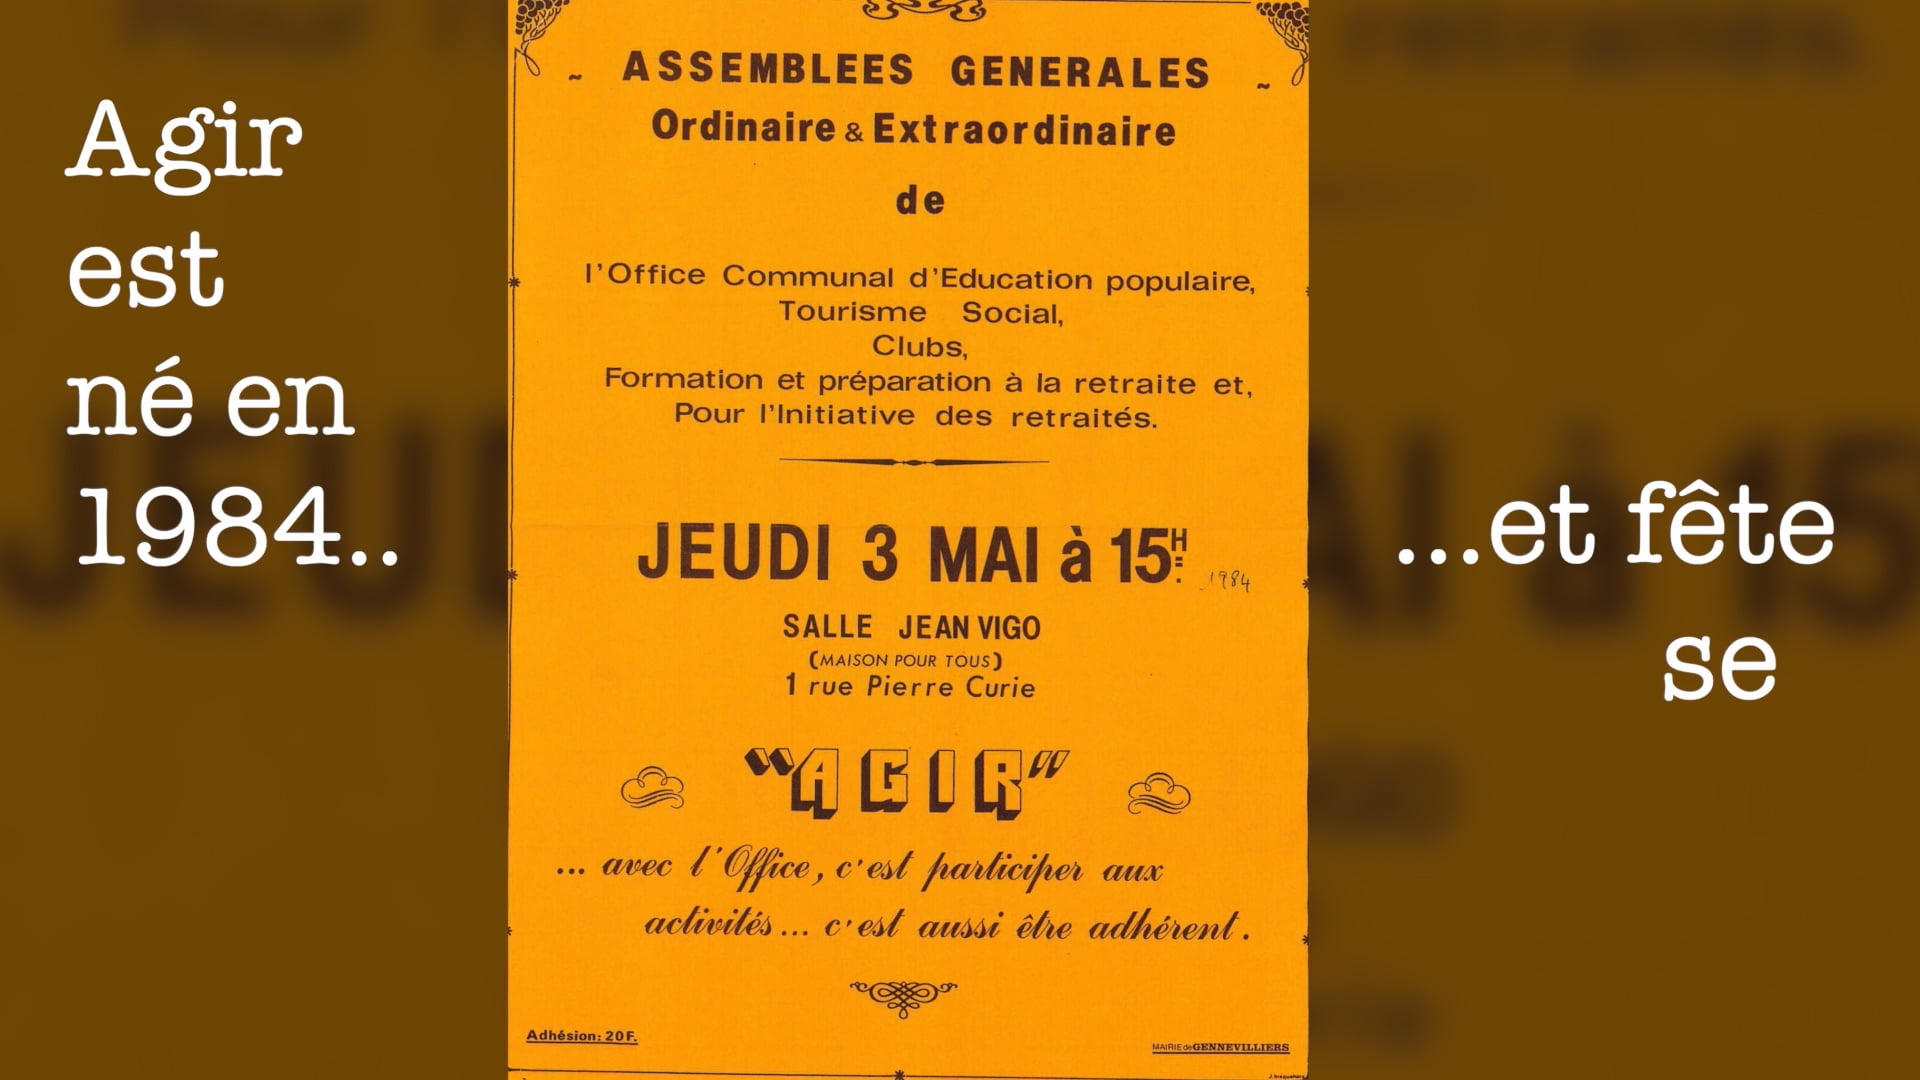 Agir
est
né en
1984..
~ ASSEMBLEES GENERALES ~
Ordinaire & Extraordinaire
de
l'Office Communal d'Education populaire,
Tourisme Social,
Clubs,
Formation et préparation à la retraite et,
Pour l'Initiative des retraités.
JEUDI 3 MAI à 15H 1984
SALLE JEAN VIGO
(MAISON POUR TOUS)
1 rue Pierre Curie
"AGIR"
... avec l'Office, c'est participer aux
activités... c'est aussi être adhérent.
Adhésion: 20 F.
MAIRIE de GENNEVILLIERS
...et fête
se